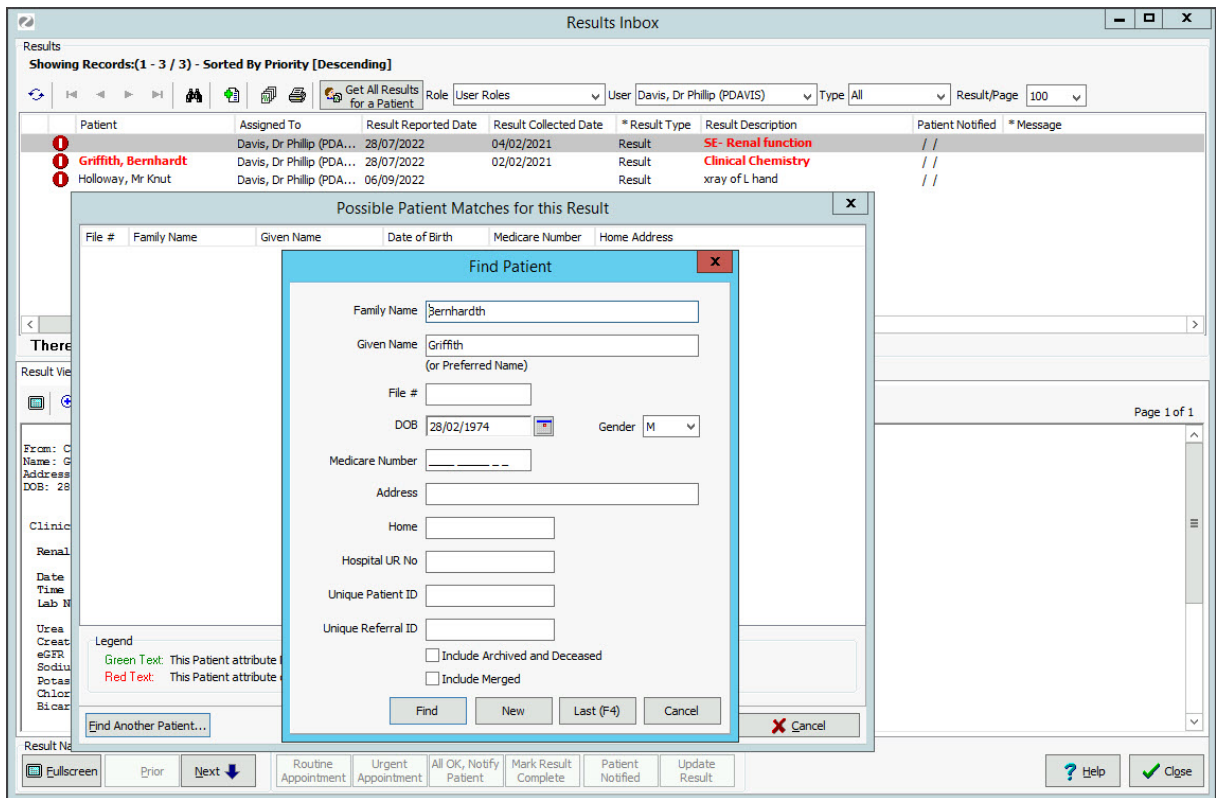 Results Inbox
Results
Showing Records:(1 - 3 / 3) - Sorted By Priority [Descending]
Get All Results for a Patient Role User Roles User Davis, Dr Phillip (PDAVIS) Type All Result/Page 100
Patient Assigned To Result Reported Date Result Collected Date * Result Type Result Description Patient Notified * Message
Davis, Dr Phillip (PDA... 28/07/2022 04/02/2021 Result SE- Renal function / /
Griffith, Bernhardt Davis, Dr Phillip (PDA... 28/07/2022 02/02/2021 Result Clinical Chemistry / /
Holloway, Mr Knut Davis, Dr Phillip (PDA... 06/09/2022 Result xray of L hand / /
Possible Patient Matches for this Result
File # Family Name Given Name Date of Birth Medicare Number Home Address
Find Patient
Family Name Bernhardth
Given Name Griffith
(or Preferred Name)
File #
DOB 28/02/1974 Gender M
Medicare Number
Address
Home
Hospital UR No
Unique Patient ID
Unique Referral ID
Include Archived and Deceased
Include Merged
Find New Last (F4) Cancel
There
Result Vie
Page 1 of 1
From: C
Name: G
Address
DOB: 28
Clinic
Renal
Date
Time
Lab N
Urea
Creat
eGFR
Sodiu
Potas
Chlor
Bicar
Legend
Green Text: This Patient attribute
Red Text: This Patient attribute
Find Another Patient... Cancel
Result Na
Fullscreen Prior Next Routine Appointment Urgent Appointment All OK, Notify Patient Mark Result Complete Patient Notified Update Result Help Close